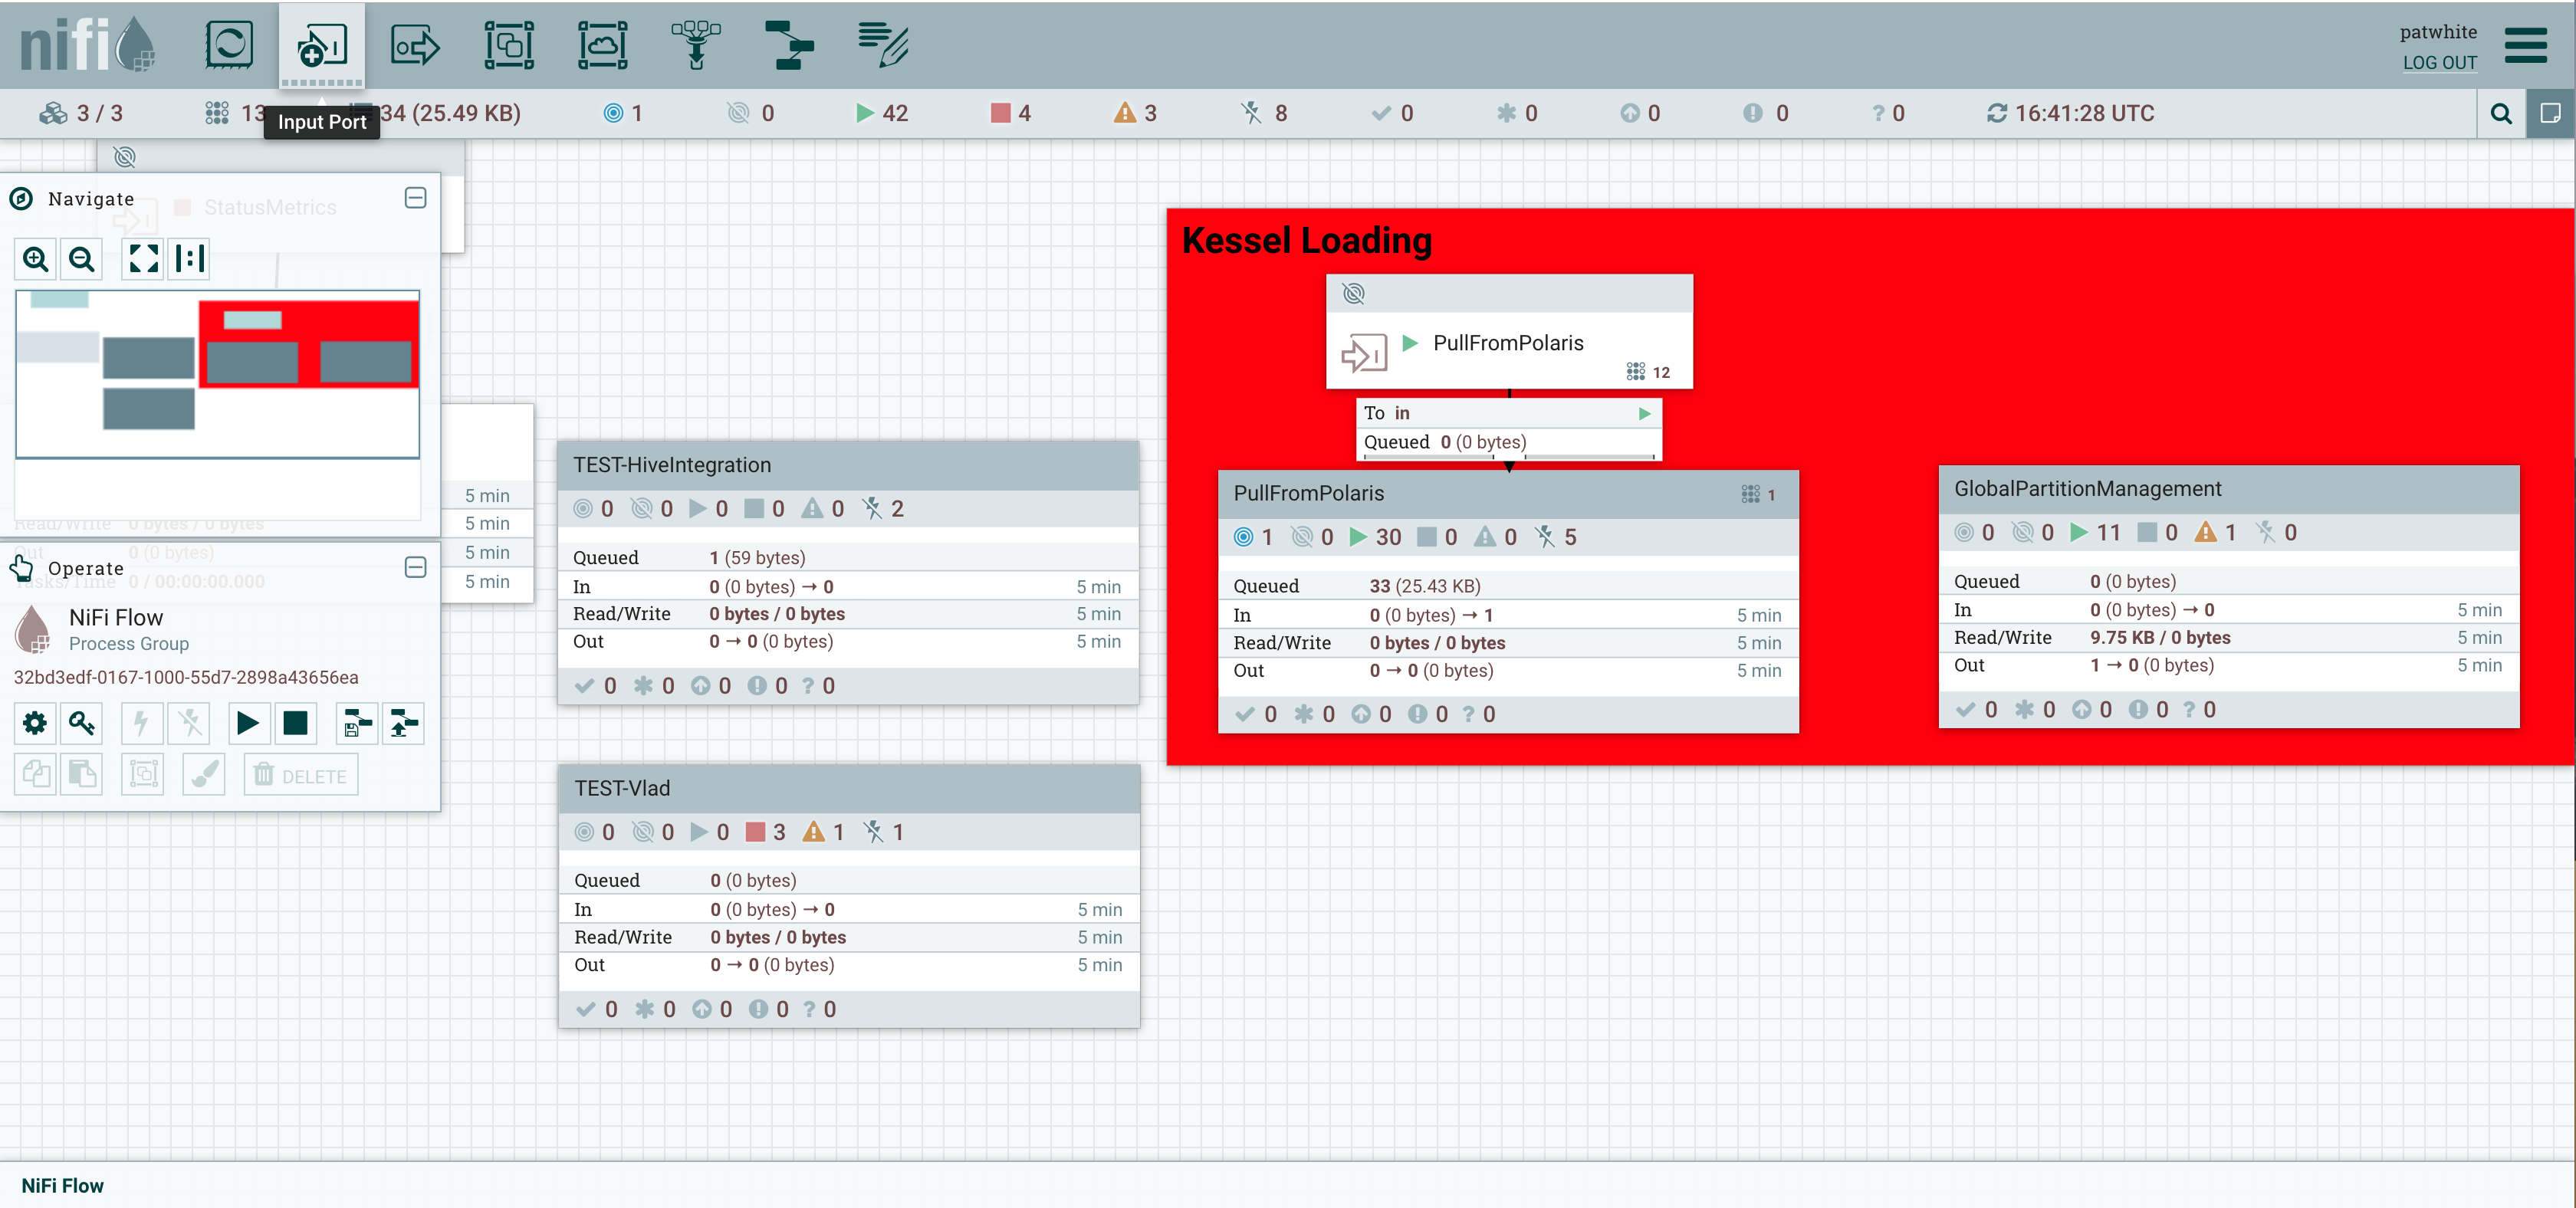 nifi
patwhite
LOG OUT
3 / 3
13
34 (25.49 KB)
1
0
42
4
3
8
0
0
0
0
? 0
16:41:28 UTC
Input Port
Navigate
StatusMetrics
Kessel Loading
PullFromPolaris
12
To in
Queued 0 (0 bytes)
5 min
Read/Write 0 bytes / 0 bytes 5 min
Out 0 (0 bytes) 5 min
Tasks/Time 0 / 00:00:00.000 5 min
Operate
NiFi Flow
Process Group
32bd3edf-0167-1000-55d7-2898a43656ea
DELETE
TEST-HiveIntegration
0 0 0 0 0 2
Queued 1 (59 bytes)
In 0 (0 bytes) → 0 5 min
Read/Write 0 bytes / 0 bytes 5 min
Out 0 → 0 (0 bytes) 5 min
0 0 0 0 ? 0
TEST-Vlad
0 0 0 3 1 1
Queued 0 (0 bytes)
In 0 (0 bytes) → 0 5 min
Read/Write 0 bytes / 0 bytes 5 min
Out 0 → 0 (0 bytes) 5 min
0 0 0 0 ? 0
PullFromPolaris 1
1 0 30 0 0 5
Queued 33 (25.43 KB)
In 0 (0 bytes) → 1 5 min
Read/Write 0 bytes / 0 bytes 5 min
Out 0 → 0 (0 bytes) 5 min
0 0 0 0 ? 0
GlobalPartitionManagement
0 0 11 0 1 0
Queued 0 (0 bytes)
In 0 (0 bytes) → 0 5 min
Read/Write 9.75 KB / 0 bytes 5 min
Out 1 → 0 (0 bytes) 5 min
0 0 0 0 ? 0
NiFi Flow